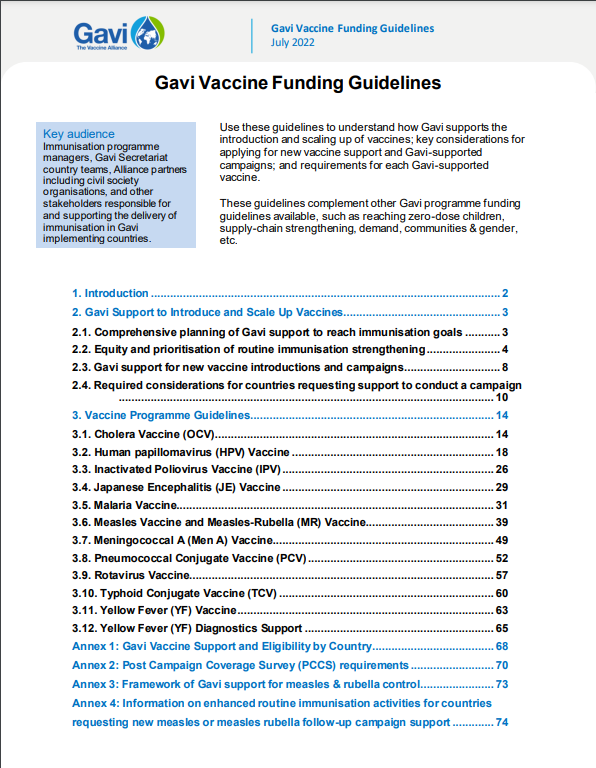 Gavi
The Vaccine Alliance
Gavi Vaccine Funding Guidelines
July 2022
Gavi Vaccine Funding Guidelines
Key audience
Immunisation programme
managers, Gavi Secretariat
country teams, Alliance partners
including civil society
organisations, and other
stakeholders responsible for
and supporting the delivery of
immunisation in Gavi
implementing countries.
Use these guidelines to understand how Gavi supports the
introduction and scaling up of vaccines; key considerations for
applying for new vaccine support and Gavi-supported
campaigns; and requirements for each Gavi-supported
vaccine.
These guidelines complement other Gavi programme funding
guidelines available, such as reaching zero-dose children,
supply-chain strengthening, demand, communities & gender,
etc.
1. Introduction ........ 2
2. Gavi Support to Introduce and Scale Up Vaccines........ 3
2.1. Comprehensive planning of Gavi support to reach immunisation goals ........ 3
2.2. Equity and prioritisation of routine immunisation strengthening ........ 4
2.3. Gavi support for new vaccine introductions and campaigns........ 8
2.4. Required considerations for countries requesting support to conduct a campaign
........ 10
3. Vaccine Programme Guidelines........ 14
3.1. Cholera Vaccine (OCV)........ 14
3.2. Human papillomavirus (HPV) Vaccine ........ 18
3.3. Inactivated Poliovirus Vaccine (IPV) ........ 26
3.4. Japanese Encephalitis (JE) Vaccine ........ 29
3.5. Malaria Vaccine........ 31
3.6. Measles Vaccine and Measles-Rubella (MR) Vaccine........ 39
3.7. Meningococcal A (Men A) Vaccine........ 49
3.8. Pneumococcal Conjugate Vaccine (PCV) ........ 52
3.9. Rotavirus Vaccine........ 57
3.10. Typhoid Conjugate Vaccine (TCV) ........ 60
3.11. Yellow Fever (YF) Vaccine ........ 63
3.12. Yellow Fever (YF) Diagnostics Support ........ 65
Annex 1: Gavi Vaccine Support and Eligibility by Country........ 68
Annex 2: Post Campaign Coverage Survey (PCCS) requirements ........ 70
Annex 3: Framework of Gavi support for measles & rubella control........ 73
Annex 4: Information on enhanced routine immunisation activities for countries
requesting new measles or measles rubella follow-up campaign support ........ 74